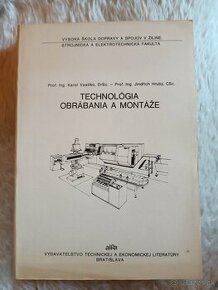 VYSOKÁ ŠKOLA DOPRAVY A SPOJOV V ŽILINE
STROJNÍCKA A ELEKTROTECHNICKÁ FAKULTA
Prof. Ing. Karol Vasilko, DrSc. – Prof. Ing. Jindřich Hrubý, CSc.
TECHNOLÓGIA
OBRÁBANIA A MONTÁŽE
alfa
VYDAVATEĽSTVO TECHNICKEJ A EKONOMICKEJ LITERATÚRY
BRATISLAVA